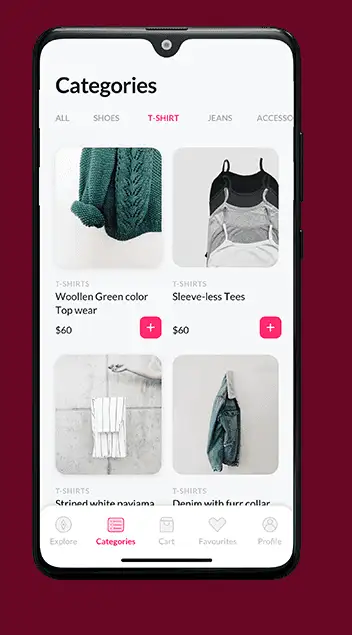 Categories
ALL SHOES T-SHIRT JEANS ACCESSO
T-SHIRTS
Woollen Green color
Top wear
$60
T-SHIRTS
Sleeve-less Tees
$60
T-SHIRTS
Striped white payjama
T-SHIRTS
Denim with furr collar
Explore Categories Cart Favourites Profile